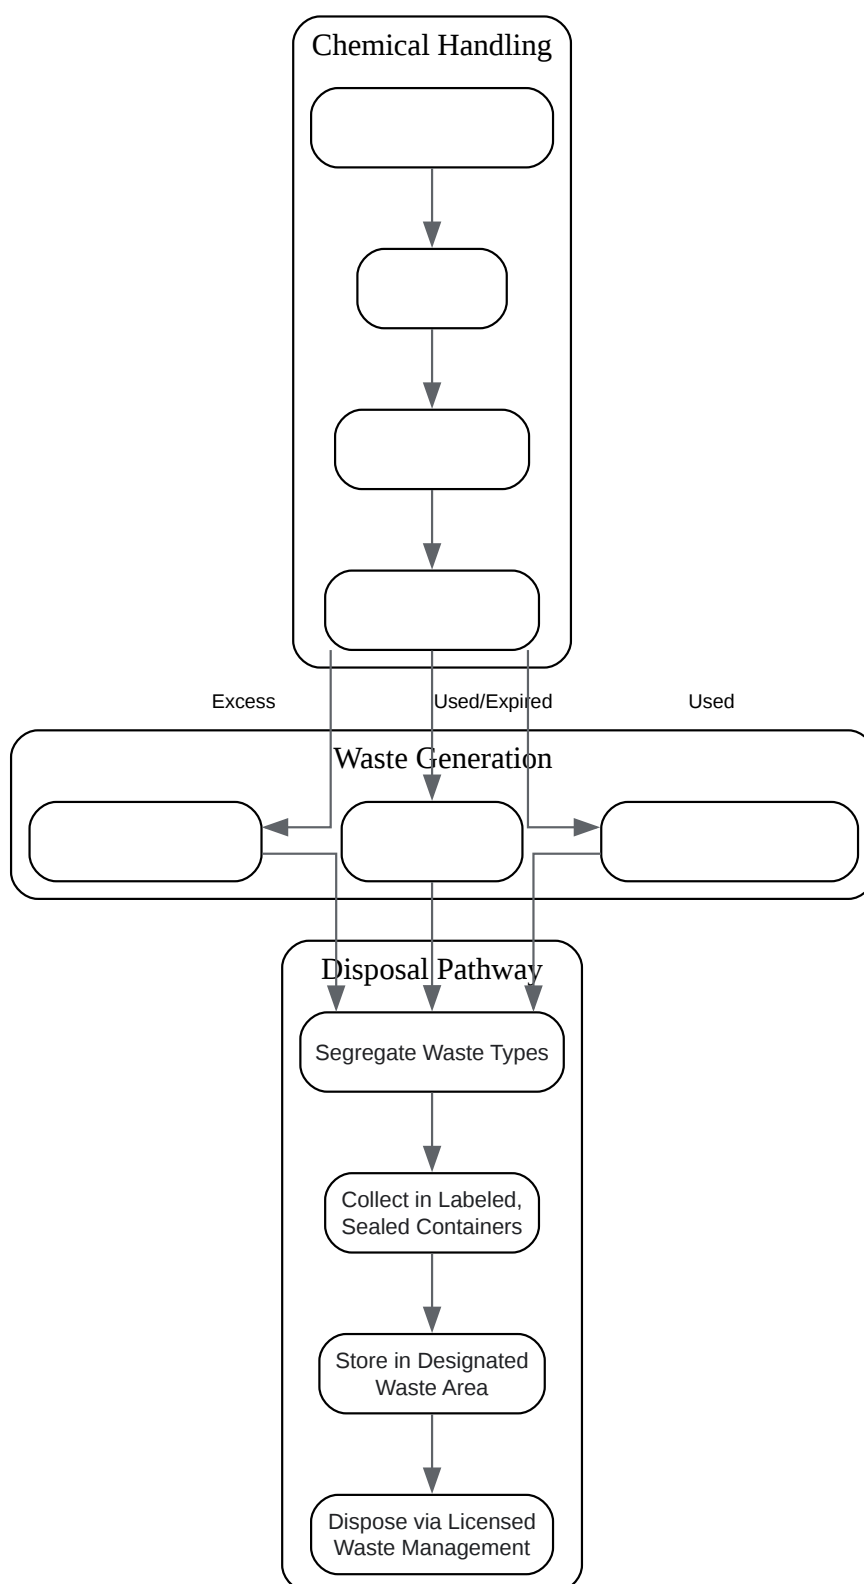 Chemical Handling
Excess
Used/Expired
Used
Waste Generation
Disposal Pathway
Segregate Waste Types
Collect in Labeled,
Sealed Containers
Store in Designated
Waste Area
Dispose via Licensed
Waste Management